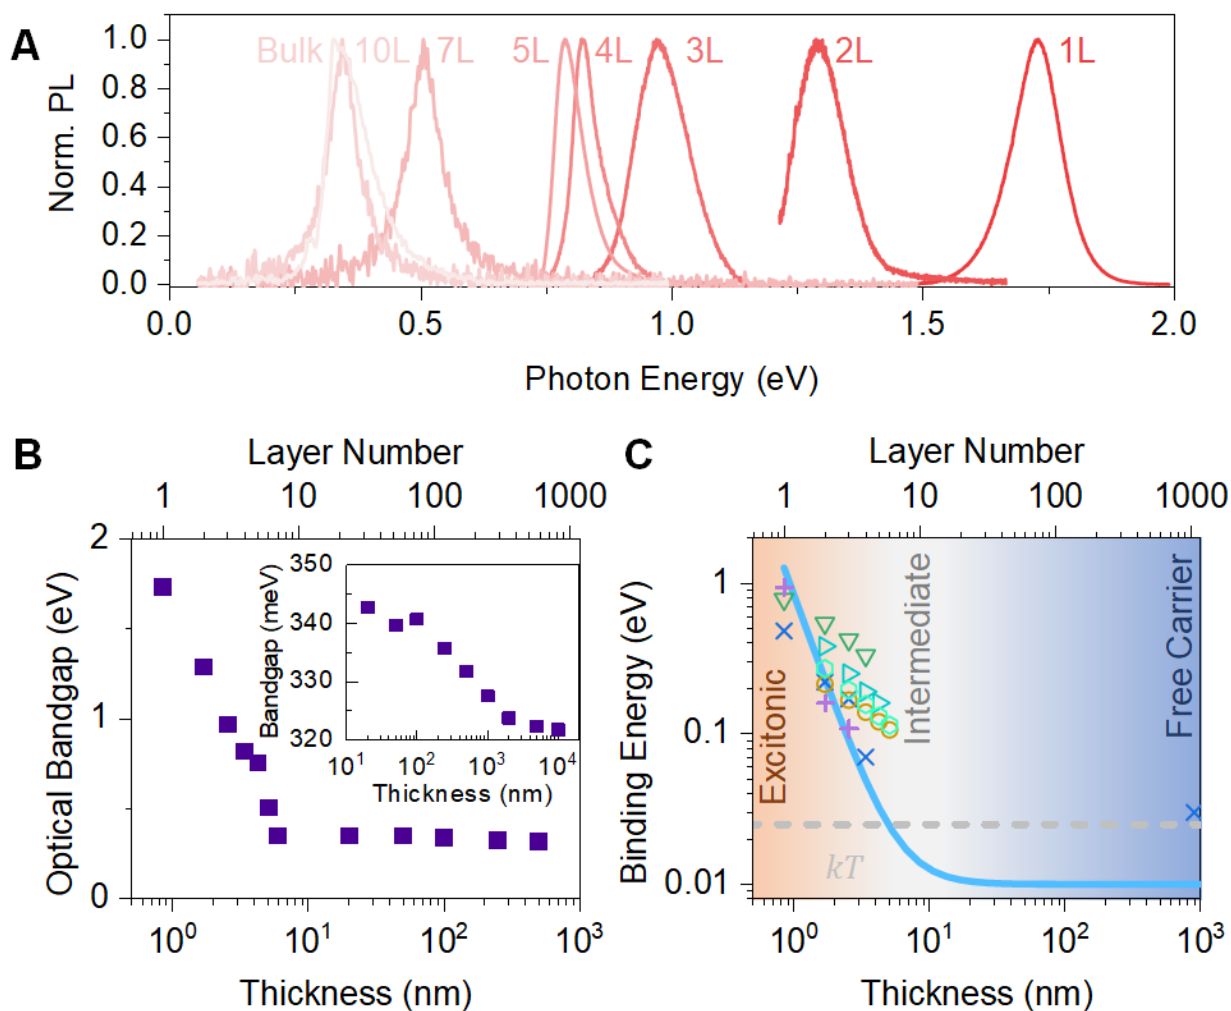 A
Bulk 10L 7L 5L 4L 3L 2L 1L
1.0
0.8
0.6
0.4
0.2
0.0
Norm. PL
0.0 0.5 1.0 1.5 2.0
Photon Energy (eV)
B
Layer Number
1 10 100 1000
2
1
0
Optical Bandgap (eV)
350
340
330
320
Bandgap (meV)
10¹ 10² 10³ 10⁴
Thickness (nm)
10⁰ 10¹ 10² 10³
Thickness (nm)
C
Layer Number
1 10 100 1000
1
0.1
0.01
Binding Energy (eV)
Excitonic
Intermediate
Free Carrier
kT
10⁰ 10¹ 10² 10³
Thickness (nm)